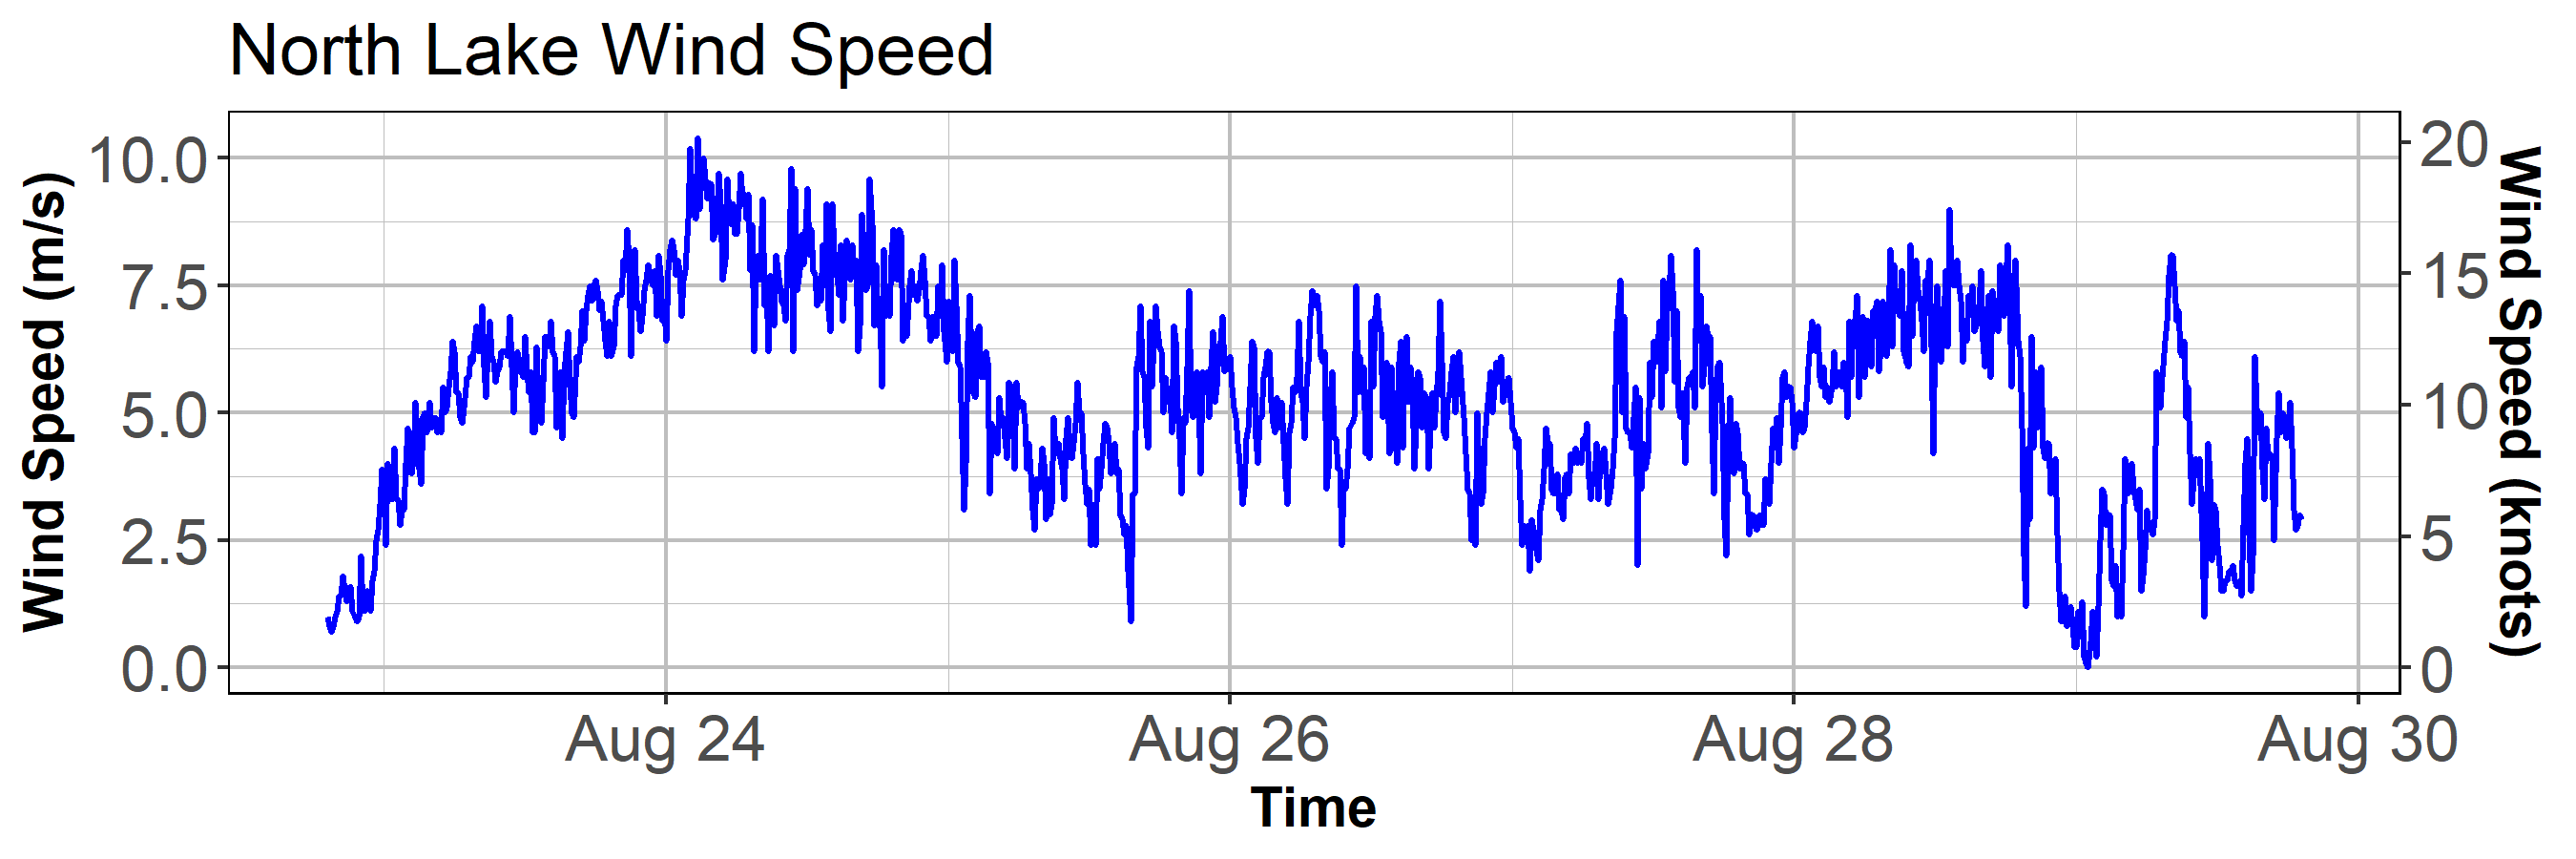 North Lake Wind Speed
Wind Speed (m/s)
10.0
7.5
5.0
2.5
0.0
20
15
10
5
0
Wind Speed (knots)
Aug 24
Aug 26
Aug 28
Aug 30
Time